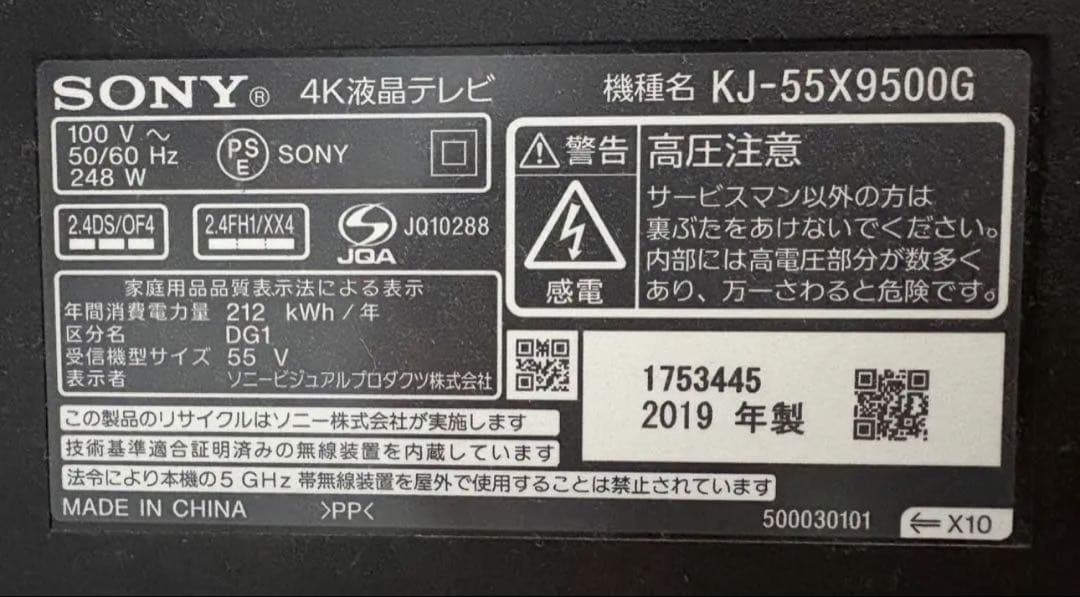 SONY® 4K液晶テレビ 機種名 KJ-55X9500G
100 V ～
50/60 Hz
248 W
PSE SONY
2.4DS/OF4
2.4FH1/XX4
JQA JQ10288
家庭用品品質表示法による表示
年間消費電力量 212 kWh/年
区分名 DG1
受信機型サイズ 55 V
表示者 ソニービジュアルプロダクツ株式会社
警告 高圧注意
感電
サービスマン以外の方は
裏ぶたをあけないでください。
内部には高電圧部分が数多く
あり、万一さわると危険です。
1753445
2019 年製
この製品のリサイクルはソニー株式会社が実施します
技術基準適合証明済みの無線装置を内蔵しています
法令により本機の5 GHz 帯無線装置を屋外で使用することは禁止されています
MADE IN CHINA >PP< 500030101 ⇐ X10